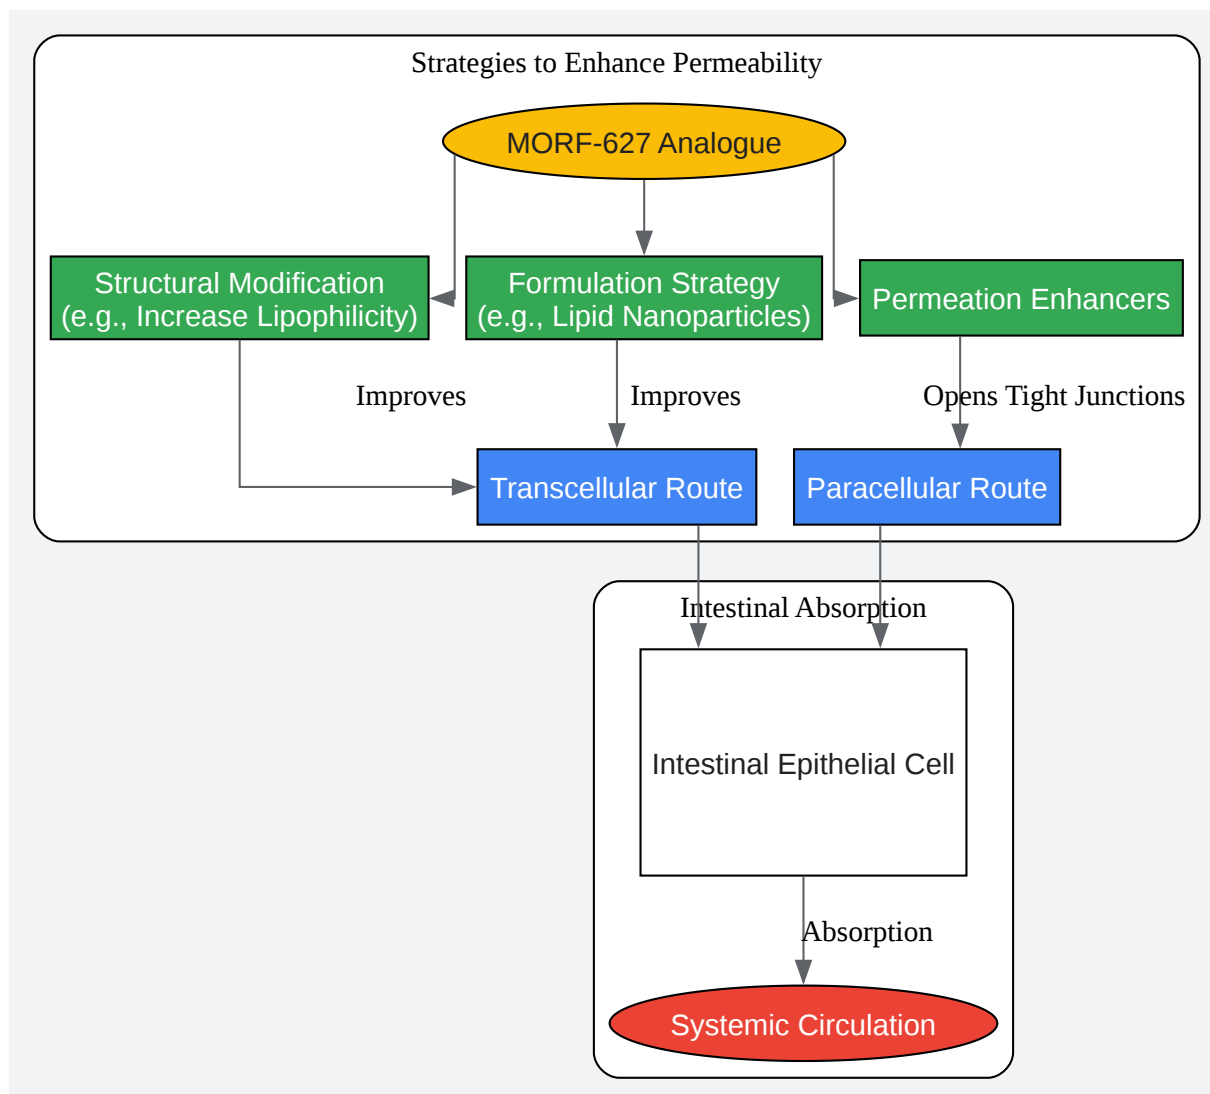 Strategies to Enhance Permeability
MORF-627 Analogue
Structural Modification
(e.g., Increase Lipophilicity)
Formulation Strategy
(e.g., Lipid Nanoparticles)
Permeation Enhancers
Improves
Improves
Opens Tight Junctions
Transcellular Route
Paracellular Route
Intestinal Absorption
Intestinal Epithelial Cell
Absorption
Systemic Circulation